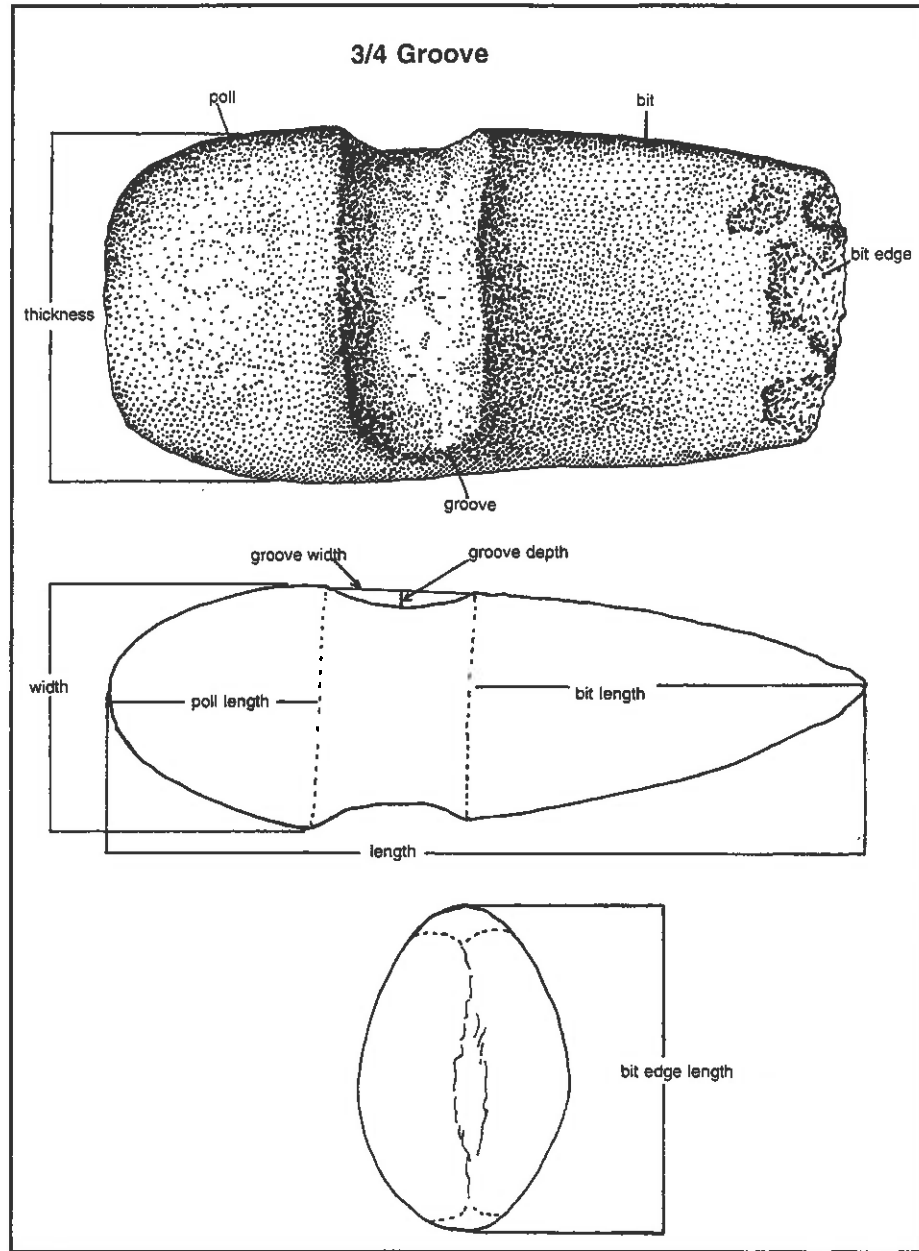 3/4 Groove
poll
bit
bit edge
thickness
groove
groove width
groove depth
width
poll length
bit length
length
bit edge length